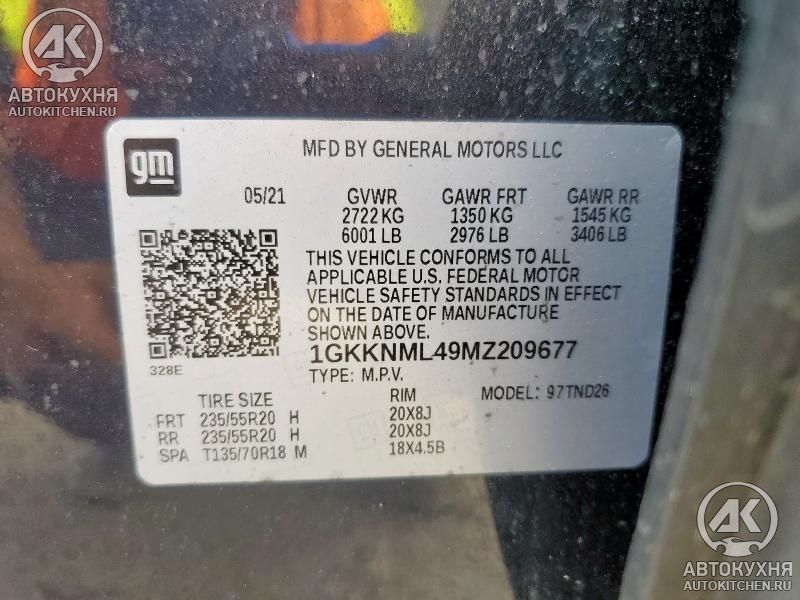 AK
АВТОКУХНЯ
AUTOKITCHEN.RU
gm
MFD BY GENERAL MOTORS LLC
05/21 GVWR GAWR FRT GAWR RR
2722 KG 1350 KG 1545 KG
6001 LB 2976 LB 3406 LB
THIS VEHICLE CONFORMS TO ALL
APPLICABLE U.S. FEDERAL MOTOR
VEHICLE SAFETY STANDARDS IN EFFECT
ON THE DATE OF MANUFACTURE
SHOWN ABOVE.
328E
1GKKNML49MZ209677
TYPE: M.P.V. MODEL: 97TND26
TIRE SIZE RIM
FRT 235/55R20 H 20X8J
RR 235/55R20 H 20X8J
SPA T135/70R18 M 18X4.5B
AK
АВТОКУХНЯ
AUTOKITCHEN.RU